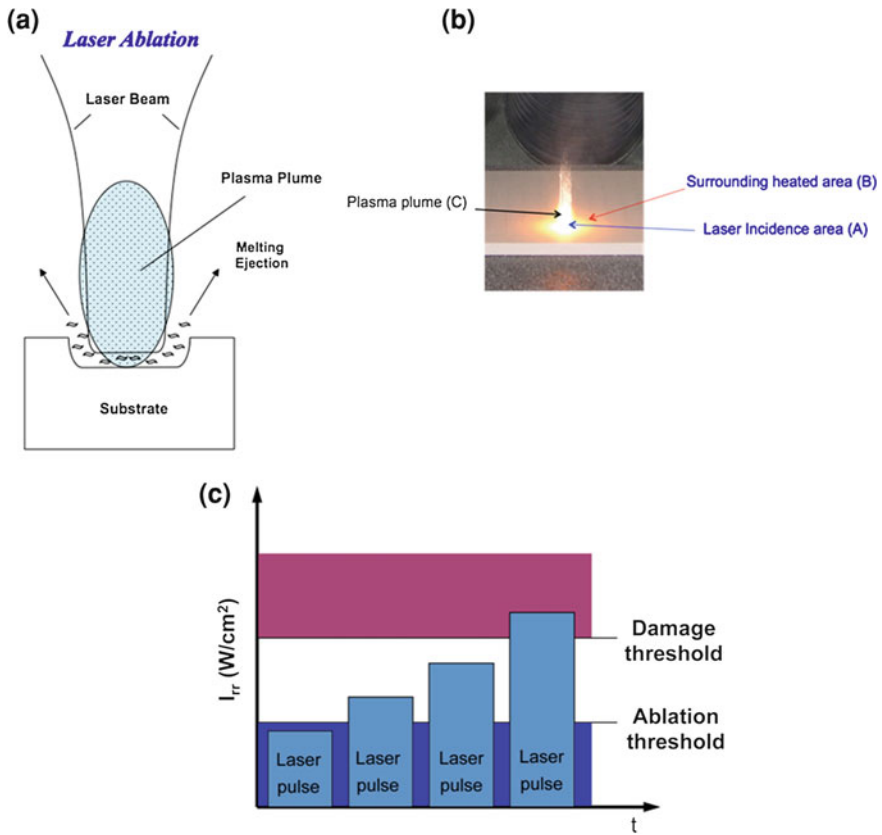 (a)
Laser Ablation
Laser Beam
Plasma Plume
Melting
Ejection
Substrate
(b)
Surrounding heated area (B)
Plasma plume (C)
Laser Incidence area (A)
(c)
Irr (W/cm²)
Damage
threshold
Ablation
threshold
Laser
pulse
Laser
pulse
Laser
pulse
Laser
pulse
t